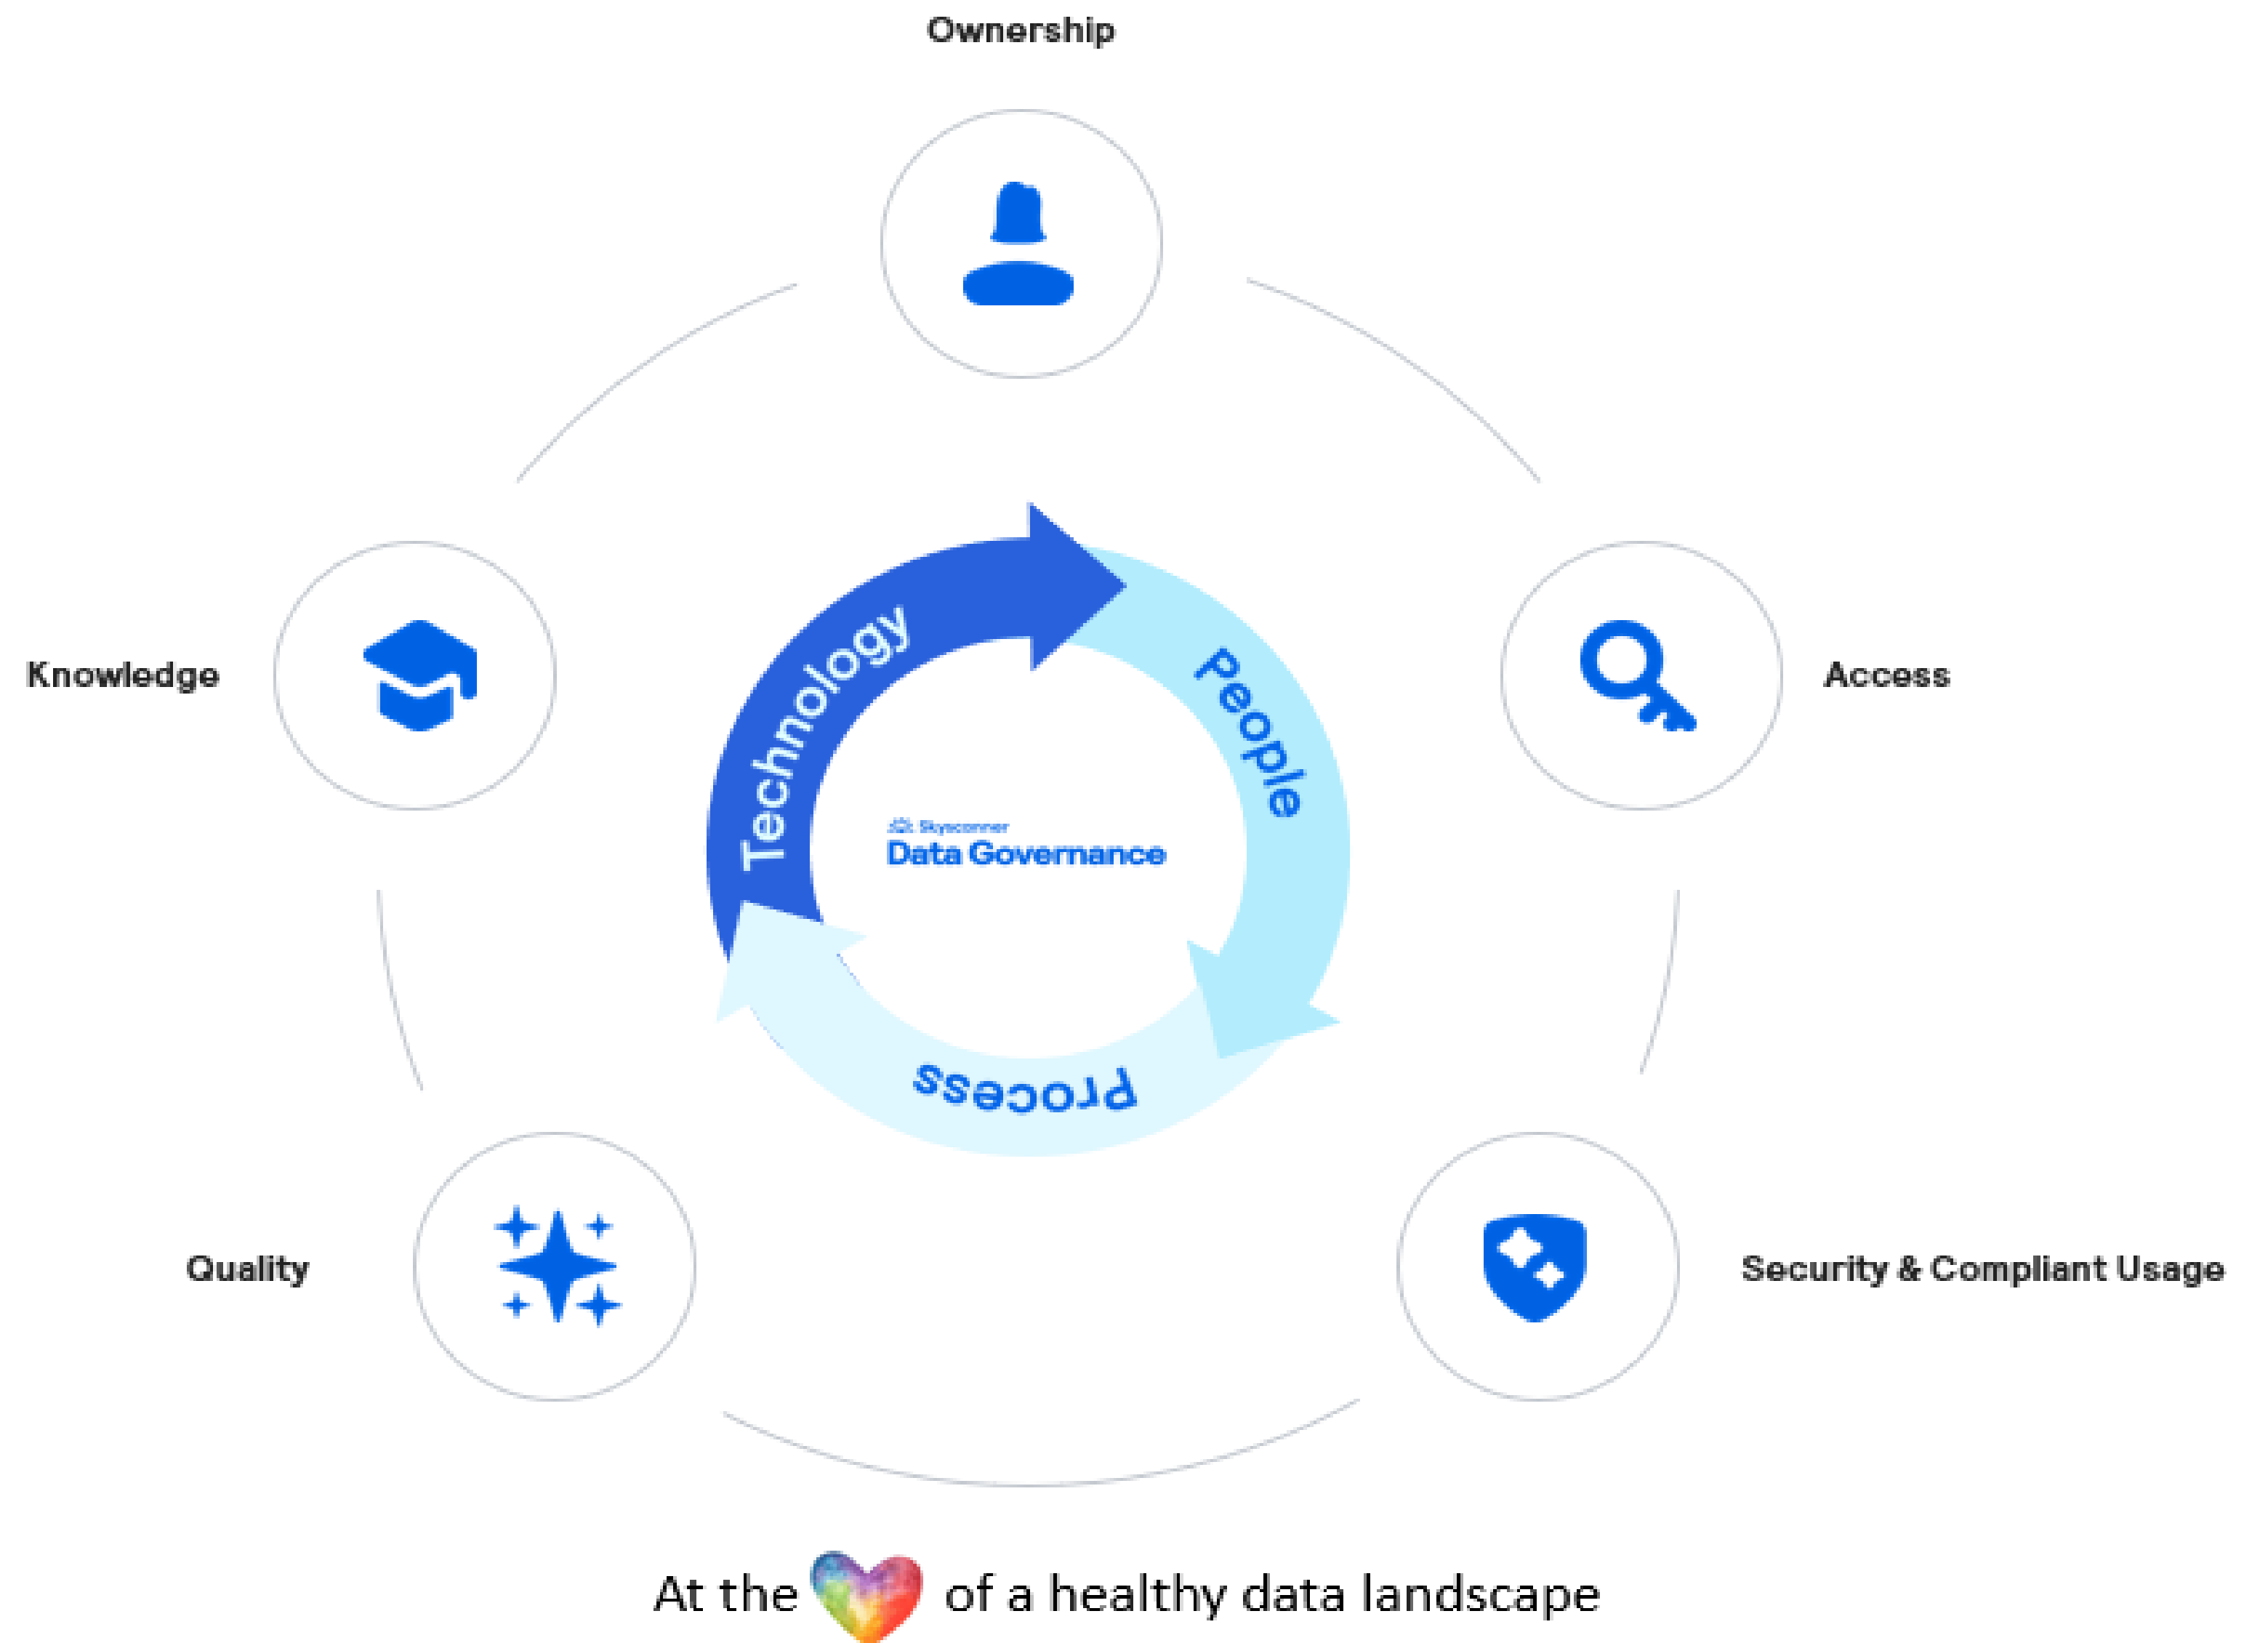 Ownership
Knowledge
Access
Technology
People
Skyscanner
Data Governance
Process
Quality
Security & Compliant Usage
At the of a healthy data landscape